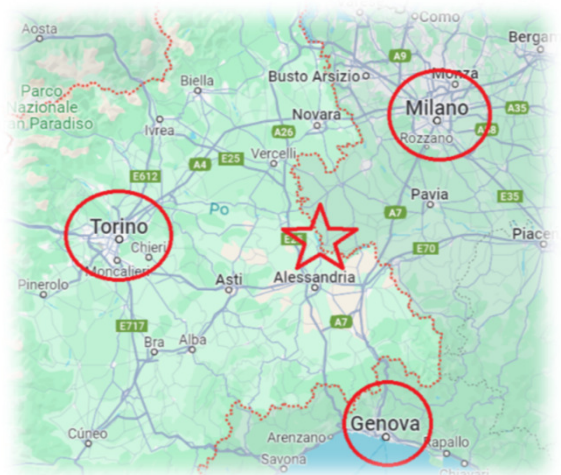 Como
Aosta
Bergam
A9
Monza
Busto Arsizio
Biella
Parco
Nazionale
an Paradiso
Milano
A35
Novara
Ivrea
A26
Rozzano
Vercelli
A4
E25
E612
Pavia
E35
Po
A7
Torino
Chieri
Piacen
E70
Moncalieri
Asti
Alessandria
Pinerolo
E717
A7
Bra
Alba
Genova
Cuneo
Arenzano
Rapallo
Savona
Chiavari